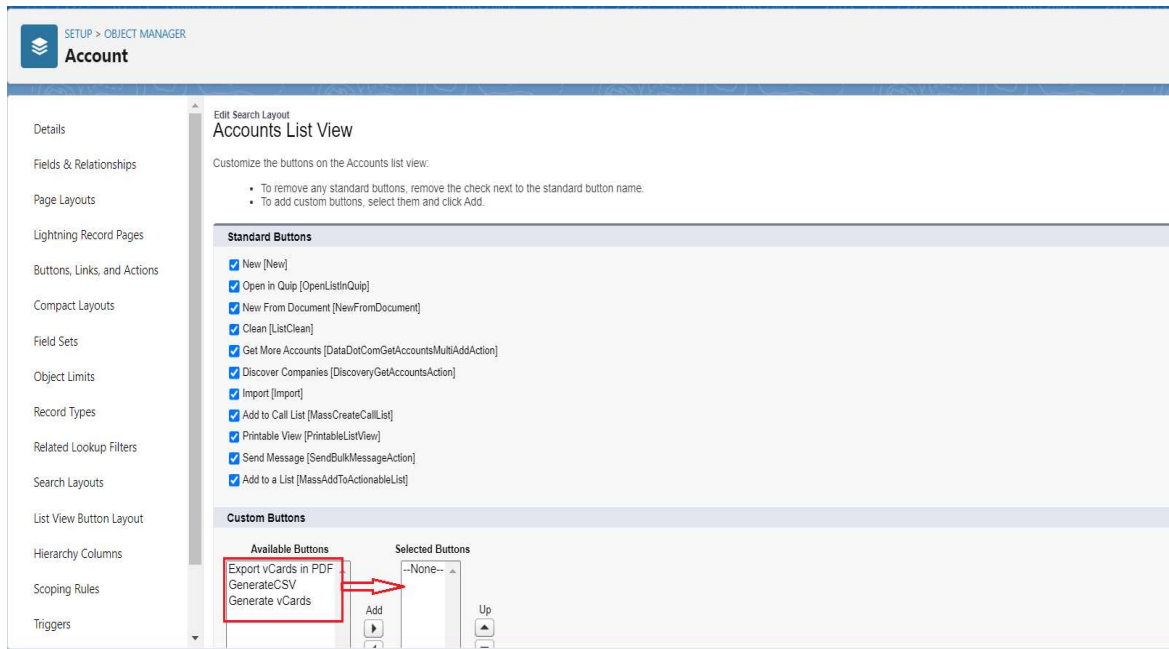 SETUP > OBJECT MANAGER
Account
Details
Fields & Relationships
Page Layouts
Lightning Record Pages
Buttons, Links, and Actions
Compact Layouts
Field Sets
Object Limits
Record Types
Related Lookup Filters
Search Layouts
List View Button Layout
Hierarchy Columns
Scoping Rules
Triggers
Edit Search Layout
Accounts List View
Customize the buttons on the Accounts list view:
• To remove any standard buttons, remove the check next to the standard button name.
• To add custom buttons, select them and click Add.
Standard Buttons
New [New]
Open in Quip [OpenListInQuip]
New From Document [NewFromDocument]
Clean [ListClean]
Get More Accounts [DataDotComGetAccountsMultiAddAction]
Discover Companies [DiscoveryGetAccountsAction]
Import [Import]
Add to Call List [MassCreateCallList]
Printable View [PrintableListView]
Send Message [SendBulkMessageAction]
Add to a List [MassAddToActionableList]
Custom Buttons
Available Buttons
Export vCards in PDF
GenerateCSV
Generate vCards
Add
Selected Buttons
--None--
Up